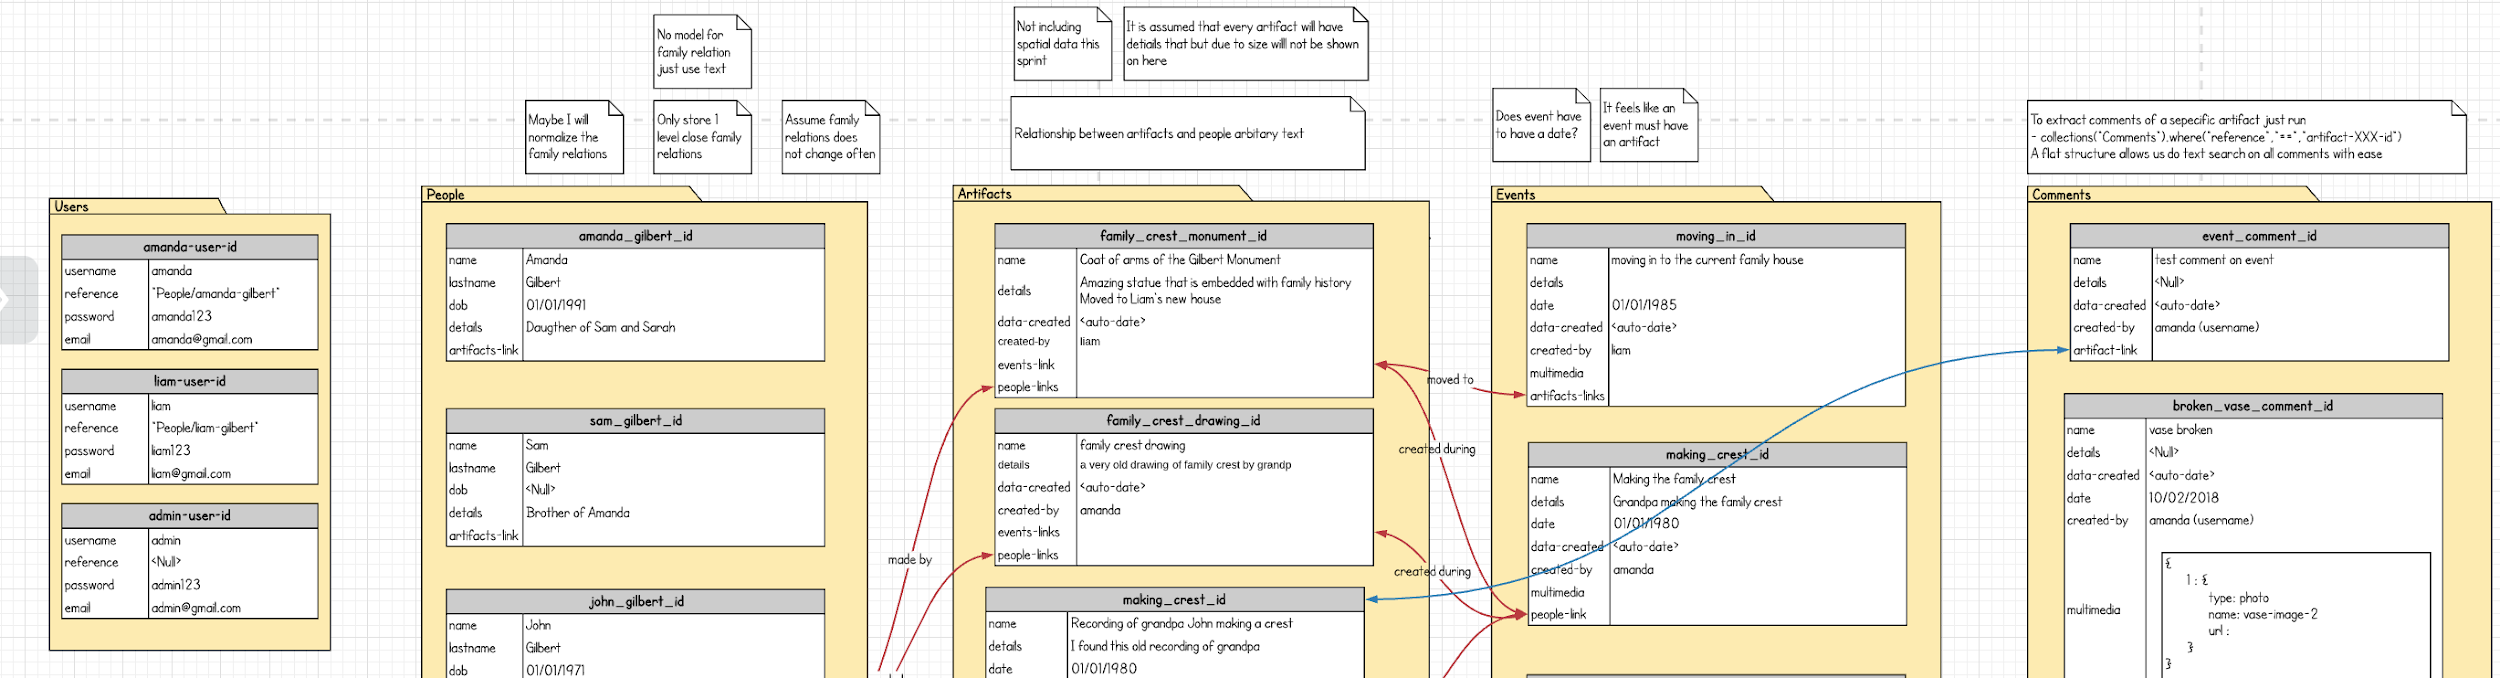 No model for
family relation
just use text
Maybe I will
normalize the
family relations
Only store 1
level close family
relations
Assume family
relations does
not change often
Not including
spatial data this
sprint
It is assumed that every artifact will have
detials that but due to size will not be shown
on here
Relationship between artifacts and people arbitary text
Does event have
to have a date?
It feels like an
event must have
an artifact
To extract comments of a sepecific artifact just run
- collections("Comments").where("reference","==","artifact-XXX-id")
A flat structure allows us do text search on all comments with ease
Users
amanda-user-id
username amanda
reference "People/amanda-gilbert"
password amanda123
email amanda@gmail.com
liam-user-id
username liam
reference "People/liam-gilbert"
password liam123
email liam@gmail.com
admin-user-id
username admin
reference <Null>
password admin123
email admin@gmail.com
People
amanda_gilbert_id
name Amanda
lastname Gilbert
dob 01/01/1991
details Daugther of Sam and Sarah
artifacts-link
sam_gilbert_id
name Sam
lastname Gilbert
dob <Null>
details Brother of Amanda
artifacts-link
john_gilbert_id
name John
lastname Gilbert
dob 01/01/1971
made by
Artifacts
family_crest_monument_id
name Coat of arms of the Gilbert Monument
details Amazing statue that is embedded with family history
Moved to Liam's new house
data-created <auto-date>
created-by liam
events-link
people-links
family_crest_drawing_id
name family crest drawing
details a very old drawing of family crest by grandp
data-created <auto-date>
created-by amanda
events-links
people-links
making_crest_id
name Recording of grandpa John making a crest
details I found this old recording of grandpa
date 01/01/1980
moved to
created during
created during
Events
moving_in_id
name moving in to the current family house
details
date 01/01/1985
data-created <auto-date>
created-by liam
multimedia
artifacts-links
making_crest_id
name Making the family crest
details Grandpa making the family crest
date 01/01/1980
data-created <auto-date>
created-by amanda
multimedia
people-link
Comments
event_comment_id
name test comment on event
details <Null>
data-created <auto-date>
created-by amanda (username)
artifact-link
broken_vase_comment_id
name vase broken
details <Null>
data-created <auto-date>
date 10/02/2018
created-by amanda (username)
multimedia
{
1 : {
type: photo
name: vase-image-2
url :
}
}